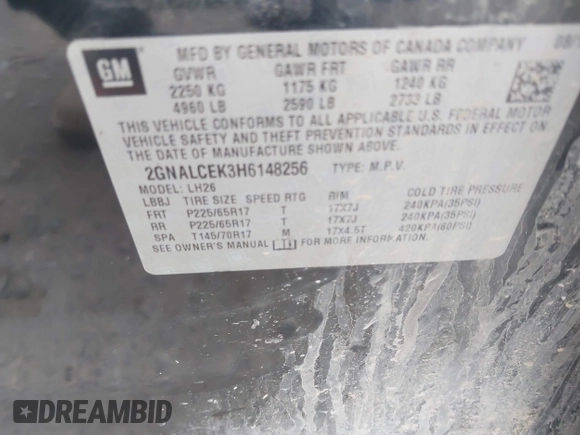 GM
MFD BY GENERAL MOTORS OF CANADA COMPANY 08/
GVWR GAWR FRT GAWR RR
2250 KG 1175 KG 1240 KG
4960 LB 2590 LB 2733 LB
THIS VEHICLE CONFORMS TO ALL APPLICABLE U.S. FEDERAL MOTOR
VEHICLE SAFETY AND THEFT PREVENTION STANDARDS IN EFFECT ON THE
DATE OF MANUFACTURE SHOWN ABOVE.
2GNALCEK3H6148256 TYPE: M.P.V.
MODEL: LH26
LBBJ TIRE SIZE SPEED RTG RIM
FRT P225/65R17 T 17X7J 240KPA(35PSI)
RR P225/65R17 T 17X7J 240KPA(35PSI)
SPA T145/70R17 M 17X4.5T 420KPA(60PSI)
SEE OWNER'S MANUAL FOR MORE INFORMATION.
DREAMBID